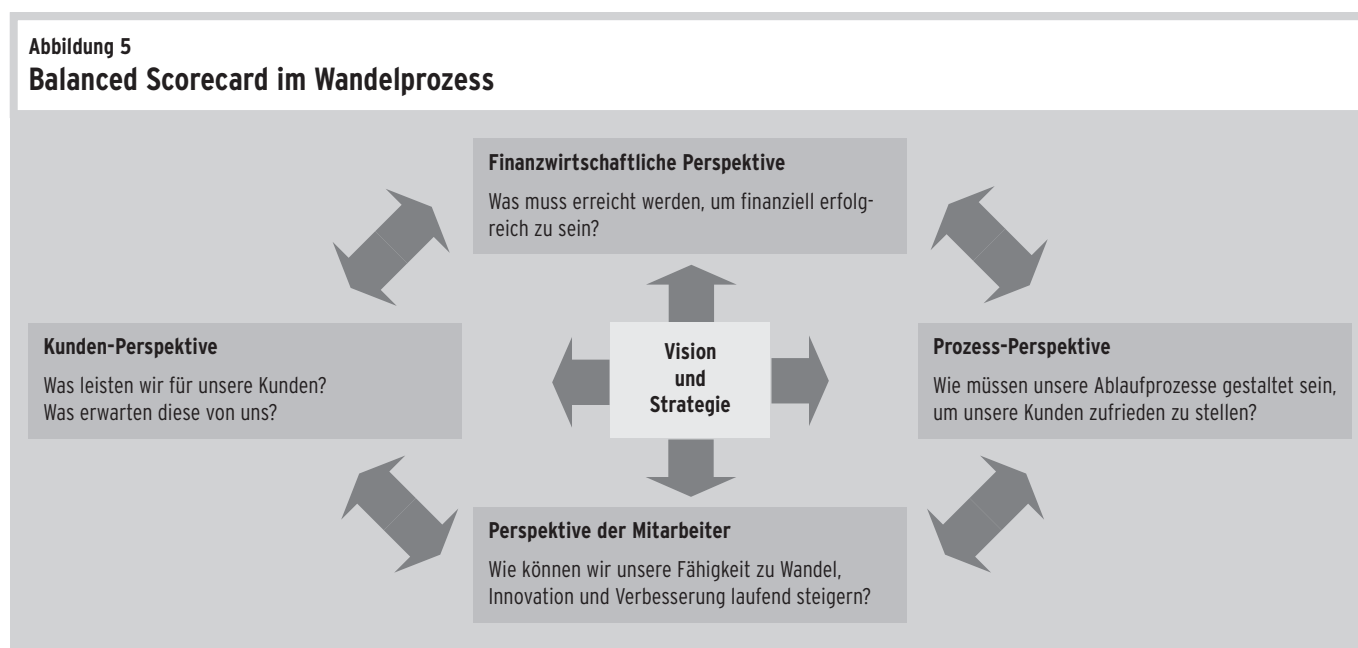 Abbildung 5
Balanced Scorecard im Wandelprozess
Finanzwirtschaftliche Perspektive
Was muss erreicht werden, um finanziell erfolg-
reich zu sein?
Kunden-Perspektive
Was leisten wir für unsere Kunden?
Was erwarten diese von uns?
Vision
und
Strategie
Prozess-Perspektive
Wie müssen unsere Ablaufprozesse gestaltet sein,
um unsere Kunden zufrieden zu stellen?
Perspektive der Mitarbeiter
Wie können wir unsere Fähigkeit zu Wandel,
Innovation und Verbesserung laufend steigern?